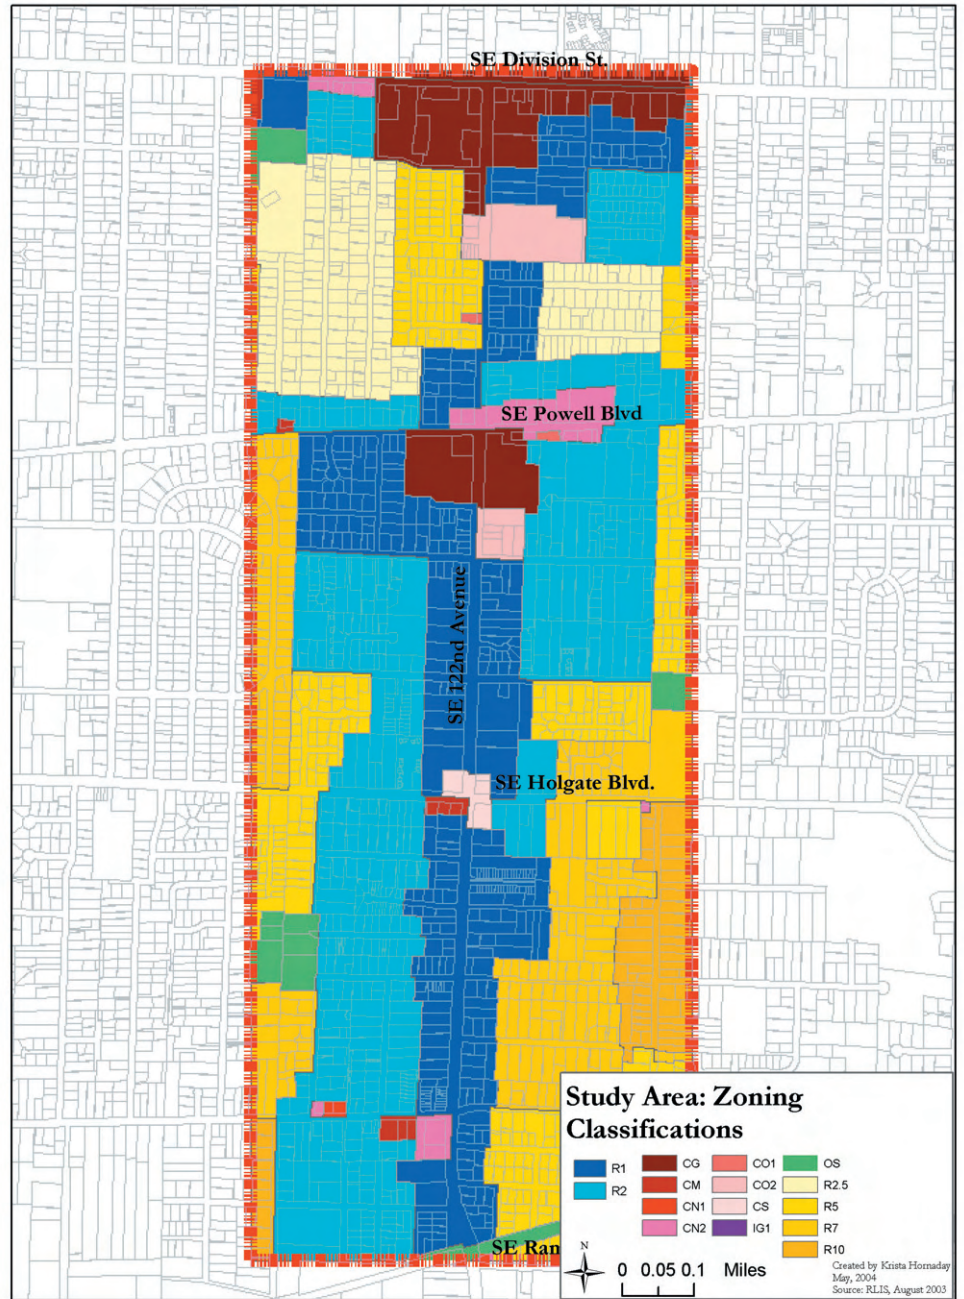 SE Division St.
SE Powell Blvd
SE 122nd Avenue
SE Holgate Blvd.
SE Ran
Study Area: Zoning
Classifications
R1
R2
CG
CM
CN1
CN2
CO1
CO2
CS
IG1
OS
R2.5
R5
R7
R10
N
0 0.05 0.1 Miles
Created by Krista Hornaday
May, 2004
Source: RLIS, August 2003